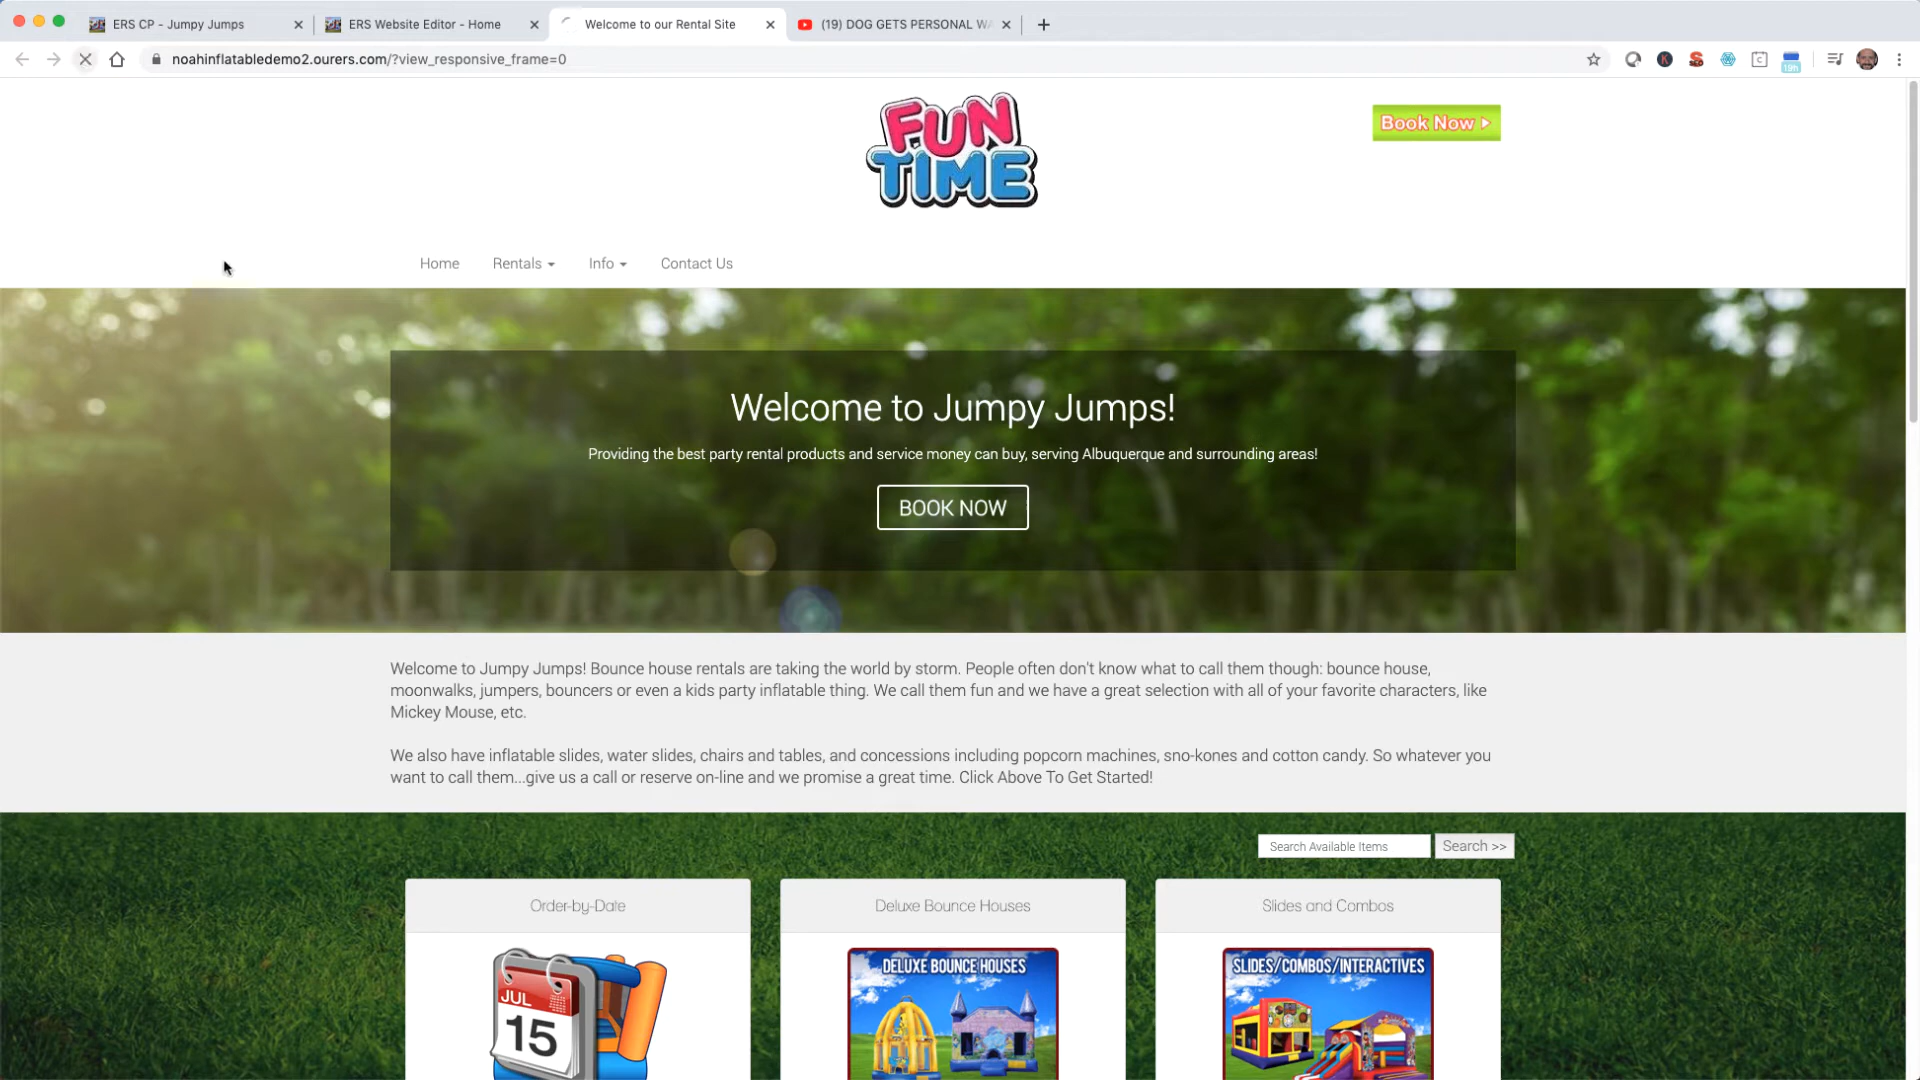 ERS CP - Jumpy Jumps
ERS Website Editor - Home
Welcome to our Rental Site
(19) DOG GETS PERSONAL W
noahinflatabledemo2.ourers.com/?view_responsive_frame=0
19h
FUN
TIME
Book Now
Home
Rentals
Info
Contact Us
Welcome to Jumpy Jumps!
Providing the best party rental products and service money can buy, serving Albuquerque and surrounding areas!
BOOK NOW
Welcome to Jumpy Jumps! Bounce house rentals are taking the world by storm. People often don't know what to call them though: bounce house,
moonwalks, jumpers, bouncers or even a kids party inflatable thing. We call them fun and we have a great selection with all of your favorite characters, like
Mickey Mouse, etc.
We also have inflatable slides, water slides, chairs and tables, and concessions including popcorn machines, sno-kones and cotton candy. So whatever you
want to call them...give us a call or reserve on-line and we promise a great time. Click Above To Get Started!
Search Available Items
Search >>
Order-by-Date
Deluxe Bounce Houses
Slides and Combos
JUL
15
DELUXE BOUNCE HOUSES
SLIDES/COMBOS/INTERACTIVES